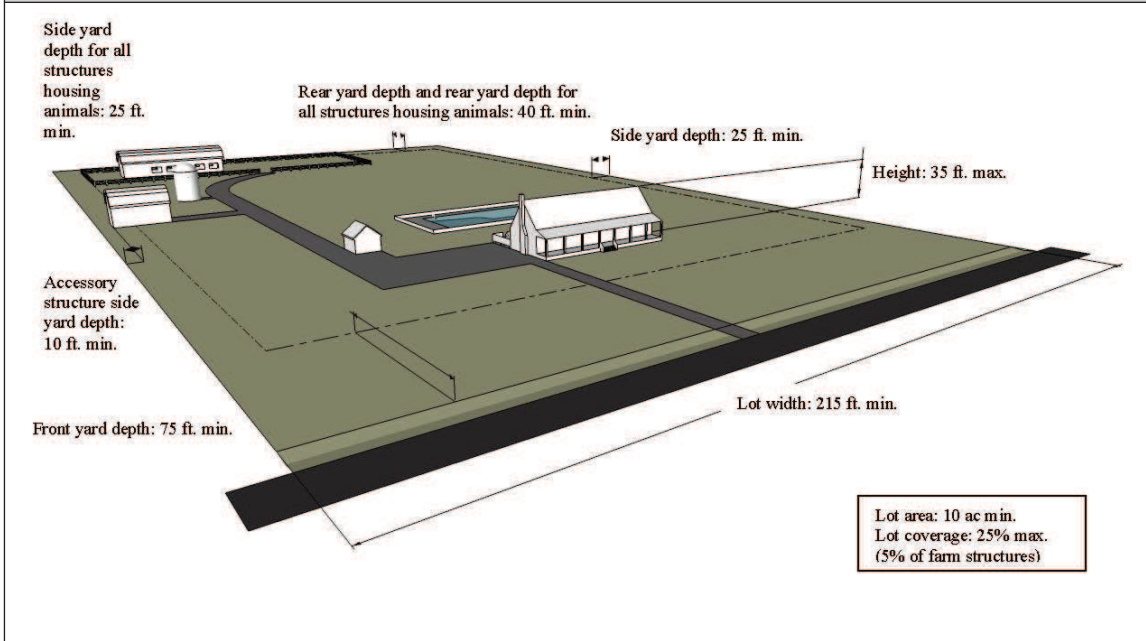 Side yard
depth for all
structures
housing
animals: 25 ft.
min.
Rear yard depth and rear yard depth for
all structures housing animals: 40 ft. min.
Side yard depth: 25 ft. min.
Height: 35 ft. max.
Accessory
structure side
yard depth:
10 ft. min.
Front yard depth: 75 ft. min.
Lot width: 215 ft. min.
Lot area: 10 ac min.
Lot coverage: 25% max.
(5% of farm structures)